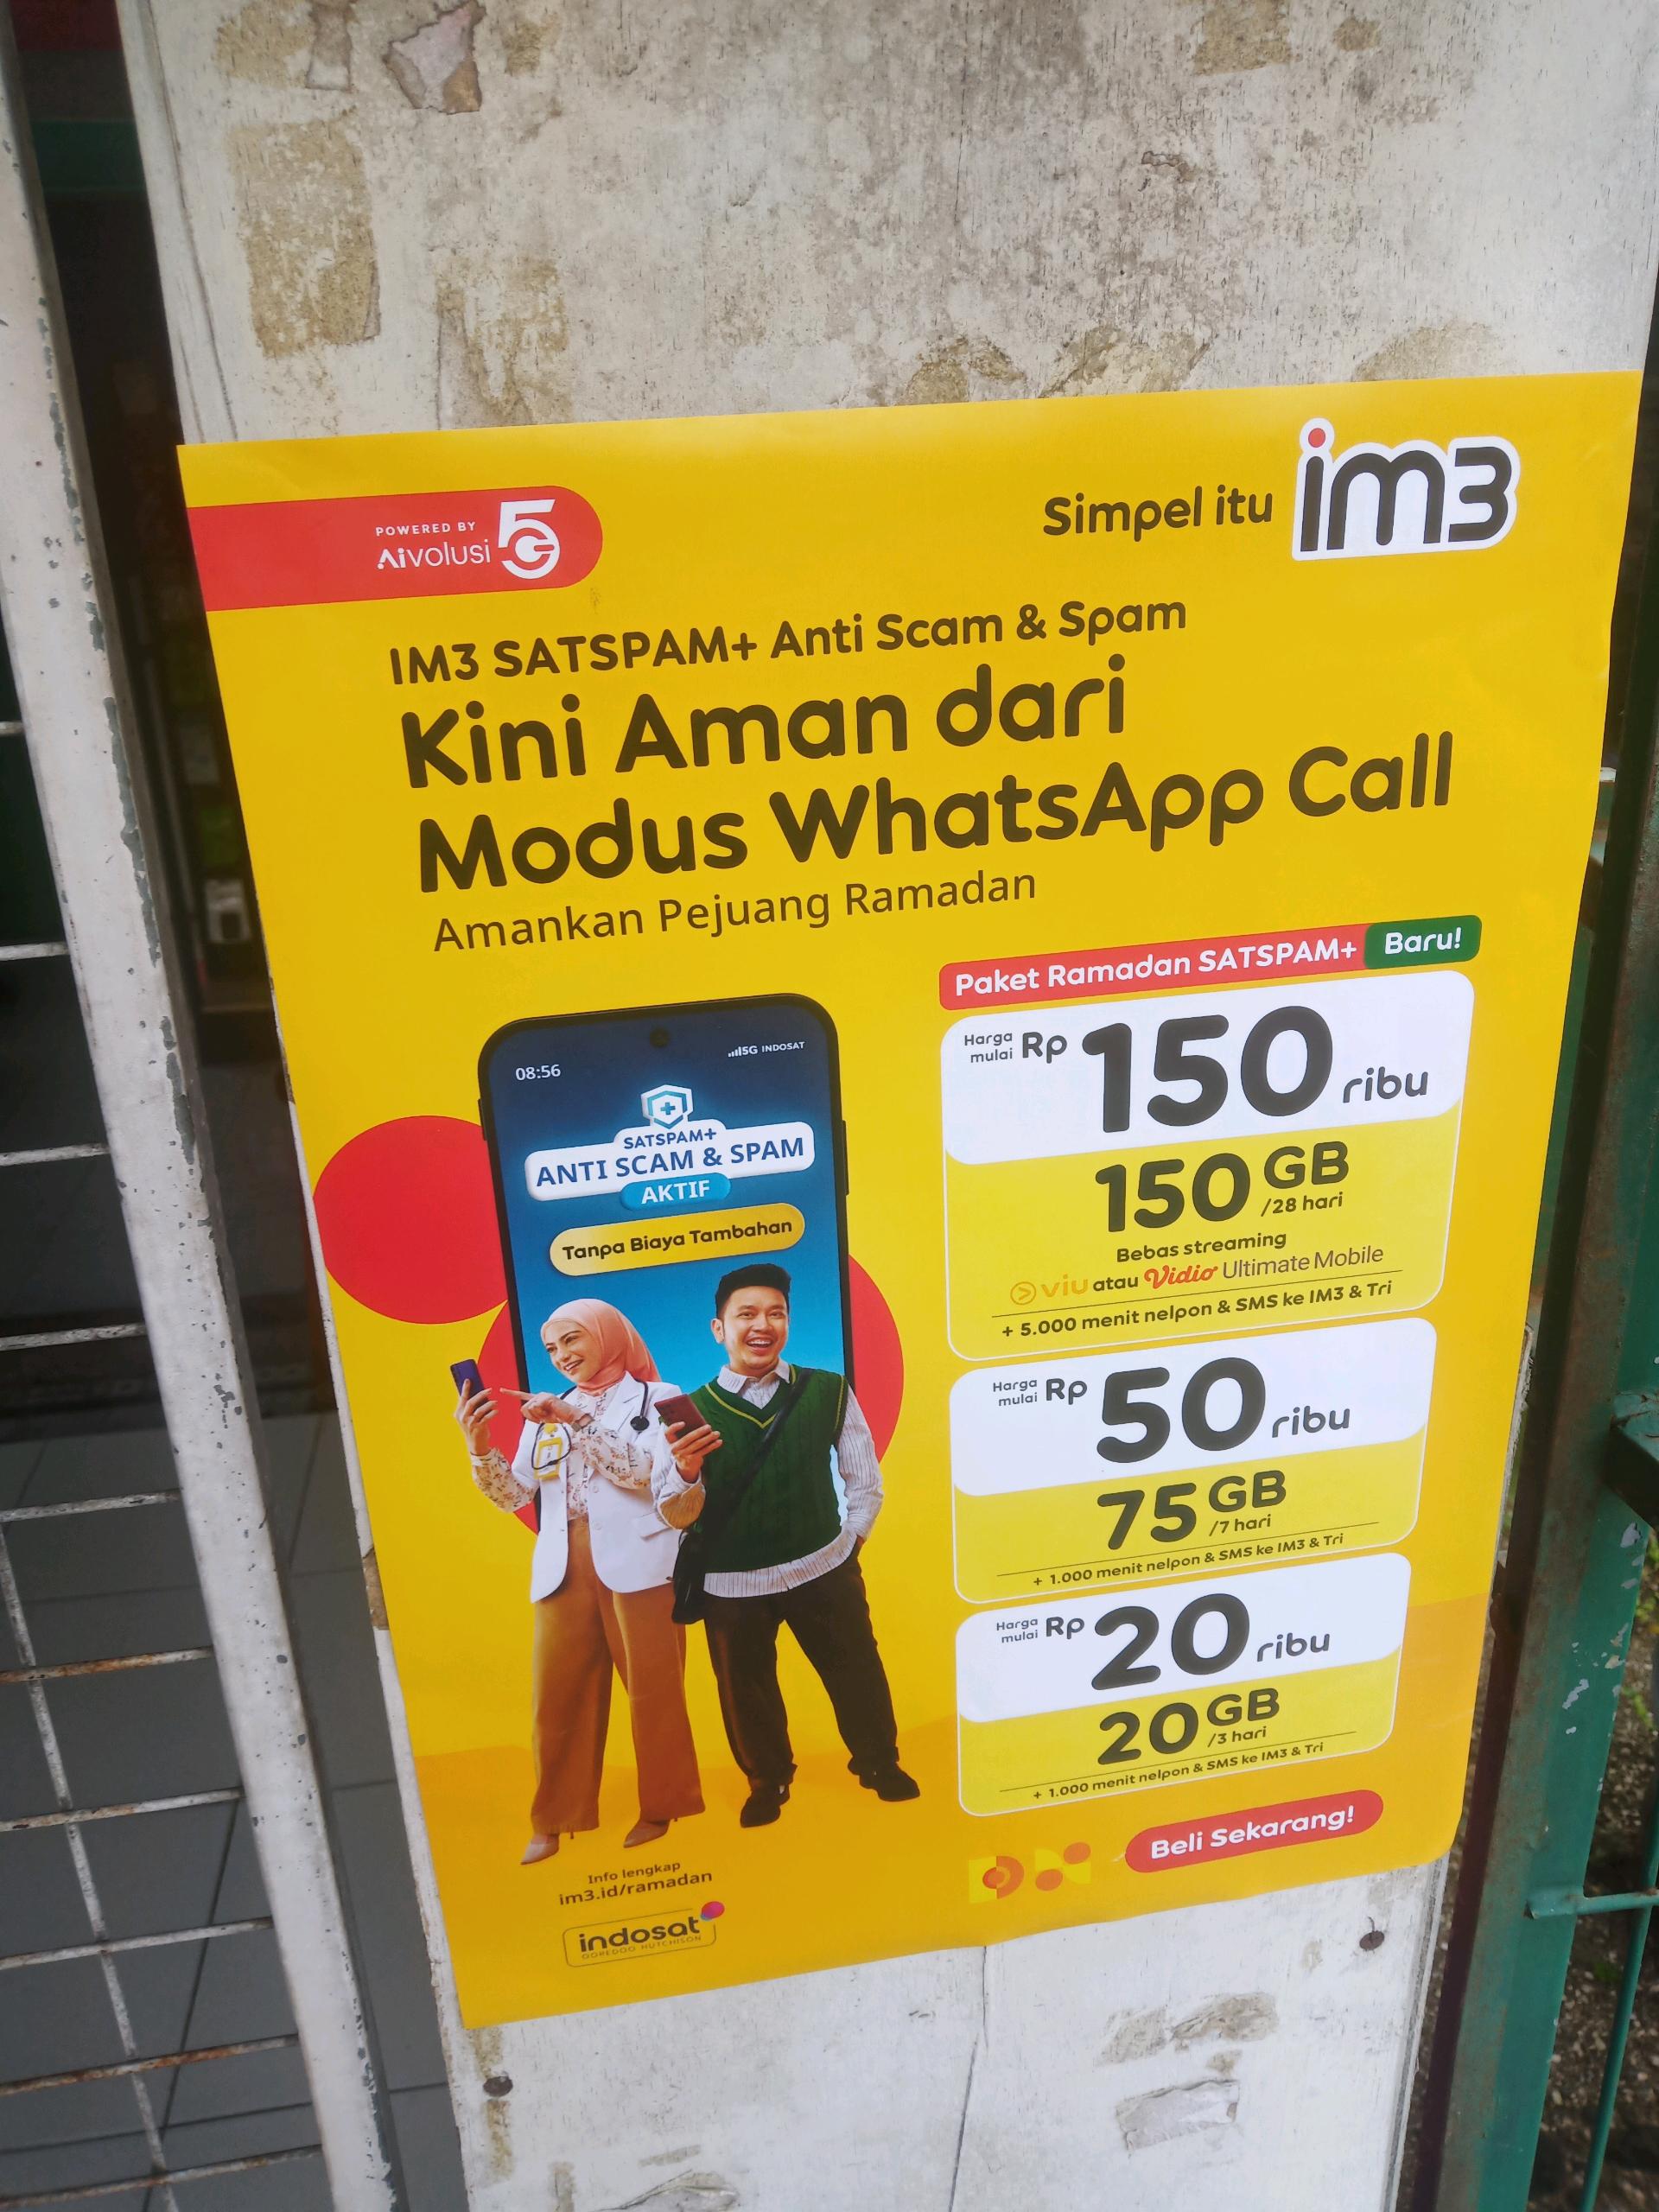 POWERED BY
Aivolusi 5G
Simpel itu im3
IM3 SATSPAM+ Anti Scam & Spam
Kini Aman dari
Modus WhatsApp Call
Amankan Pejuang Ramadan
08:56
5G INDOSAT
SATSPAM+
ANTI SCAM & SPAM
AKTIF
Tanpa Biaya Tambahan
Paket Ramadan SATSPAM+ Baru!
Harga
mulai Rp 150 ribu
150 GB
/28 hari
Bebas streaming
viu atau Vidio Ultimate Mobile
+ 5.000 menit nelpon & SMS ke IM3 & Tri
Harga
mulai Rp 50 ribu
75 GB
/7 hari
+ 1.000 menit nelpon & SMS ke IM3 & Tri
Harga
mulai Rp 20 ribu
20 GB
/3 hari
+ 1.000 menit nelpon & SMS ke IM3 & Tri
Beli Sekarang!
Info lengkap
im3.id/ramadan
indosat
OOREDOO HUTCHISON